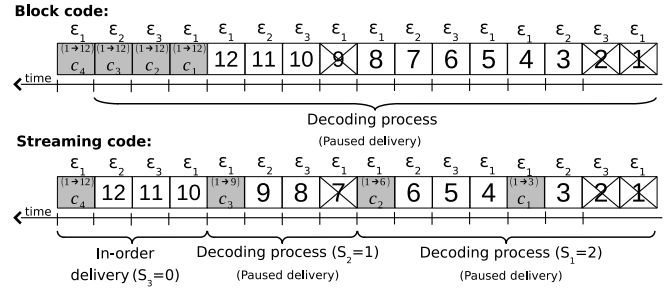 Block code:
ε₁ ε₂ ε₃ ε₁ ε₁ ε₂ ε₃ ε₁ ε₁ ε₂ ε₃ ε₁ ε₁ ε₂ ε₃ ε₁
(1→12) (1→12) (1→12) (1→12)
c₄ c₃ c₂ c₁ 12 11 10 9 8 7 6 5 4 3 2 1
time
Decoding process
(Paused delivery)
Streaming code:
ε₁ ε₂ ε₃ ε₁ ε₁ ε₂ ε₃ ε₁ ε₁ ε₂ ε₃ ε₁ ε₁ ε₂ ε₃ ε₁
(1→12) (1→9) (1→6) (1→3)
c₄ 12 11 10 c₃ 9 8 7 c₂ 6 5 4 c₁ 3 2 1
time
In-order
delivery (S₃=0)
Decoding process (S₂=1)
(Paused delivery)
Decoding process (S₁=2)
(Paused delivery)